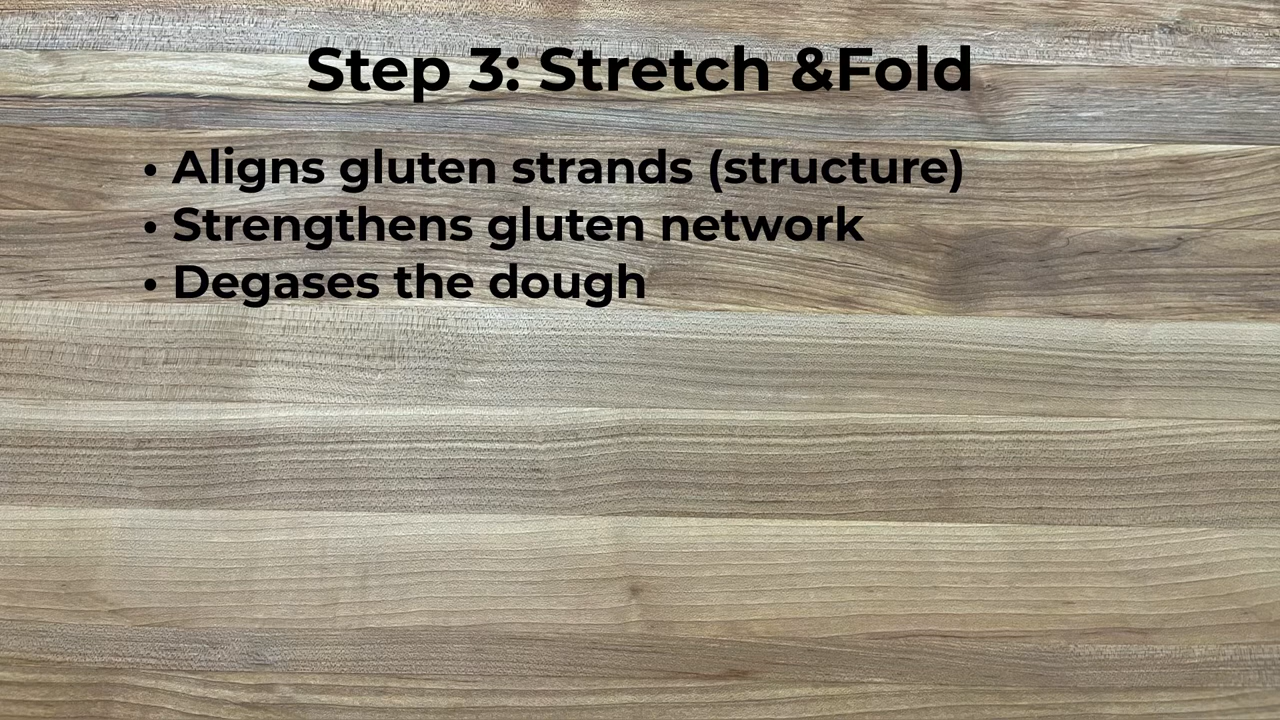 Step 3: Stretch &Fold
• Aligns gluten strands (structure)
• Strengthens gluten network
• Degases the dough